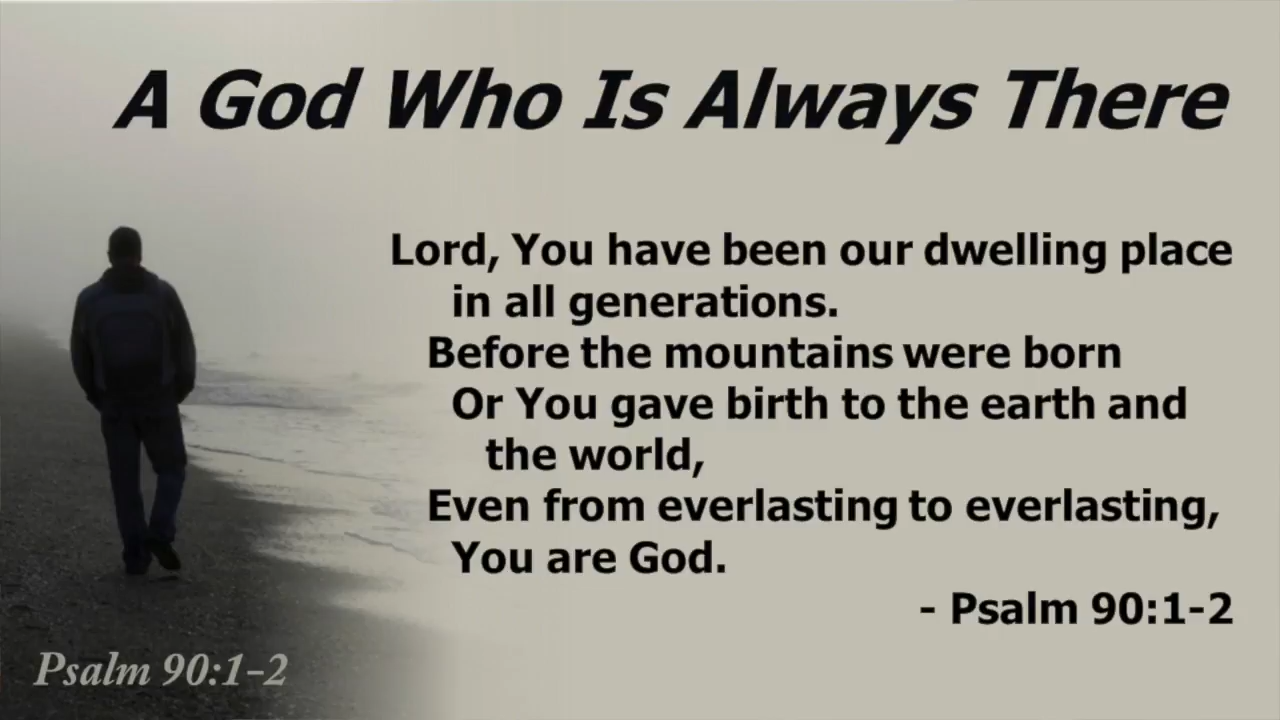 A God Who Is Always There
Lord, You have been our dwelling place
in all generations.
Before the mountains were born
Or You gave birth to the earth and
the world,
Even from everlasting to everlasting,
You are God.
- Psalm 90:1-2
Psalm 90:1-2